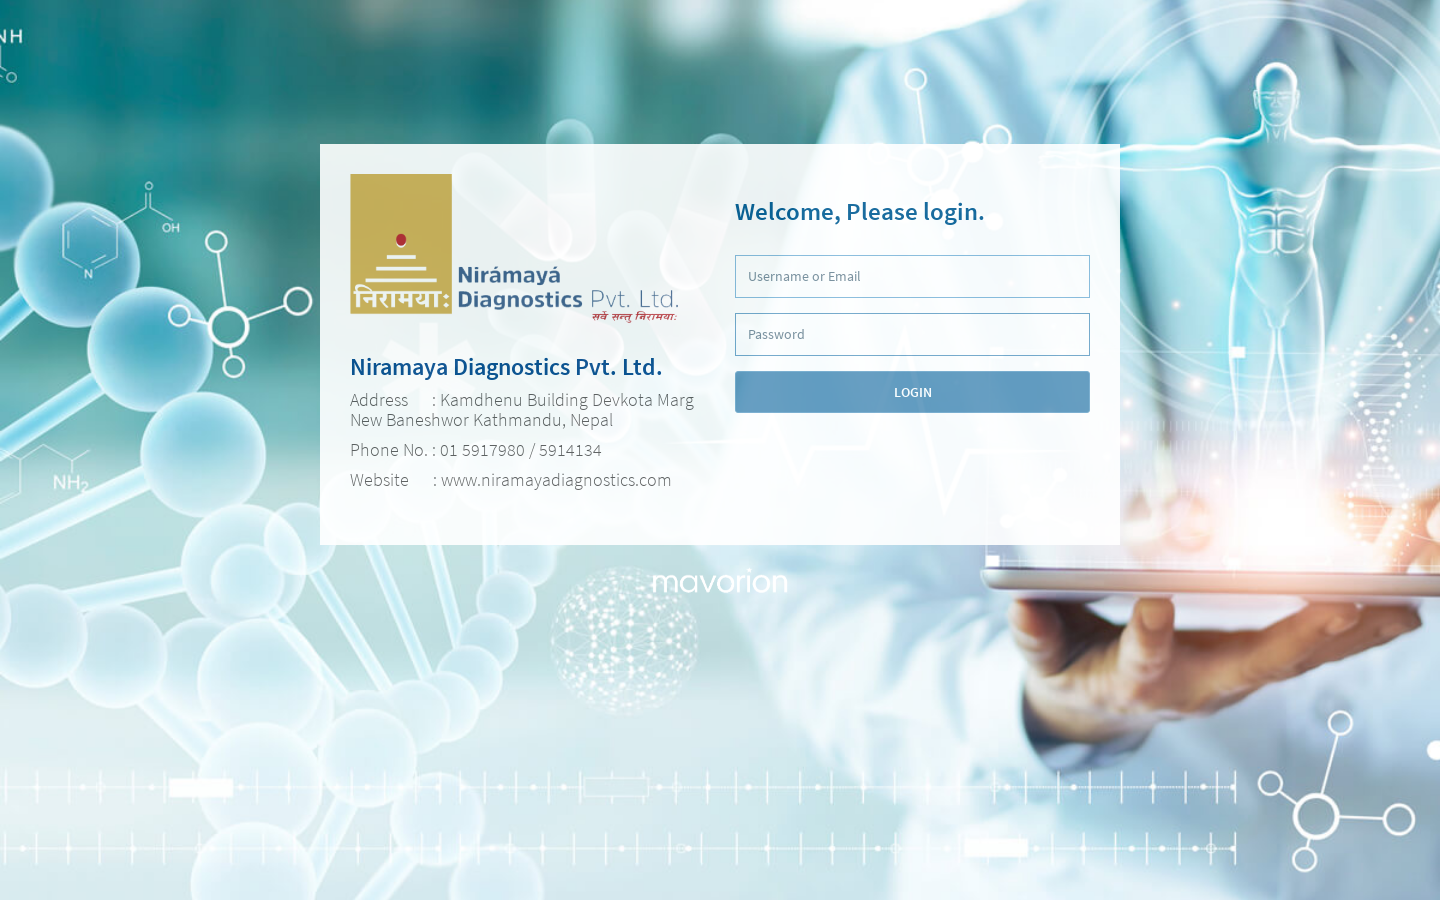 NH
O
O
OH
N
NH2
निरामयाः
Nirámayá
Diagnostics Pvt. Ltd.
सर्वे सन्तु निरामयाः
Niramaya Diagnostics Pvt. Ltd.
Address : Kamdhenu Building Devkota Marg
New Baneshwor Kathmandu, Nepal
Phone No. : 01 5917980 / 5914134
Website : www.niramayadiagnostics.com
Welcome, Please login.
Username or Email
Password
LOGIN
mavorion